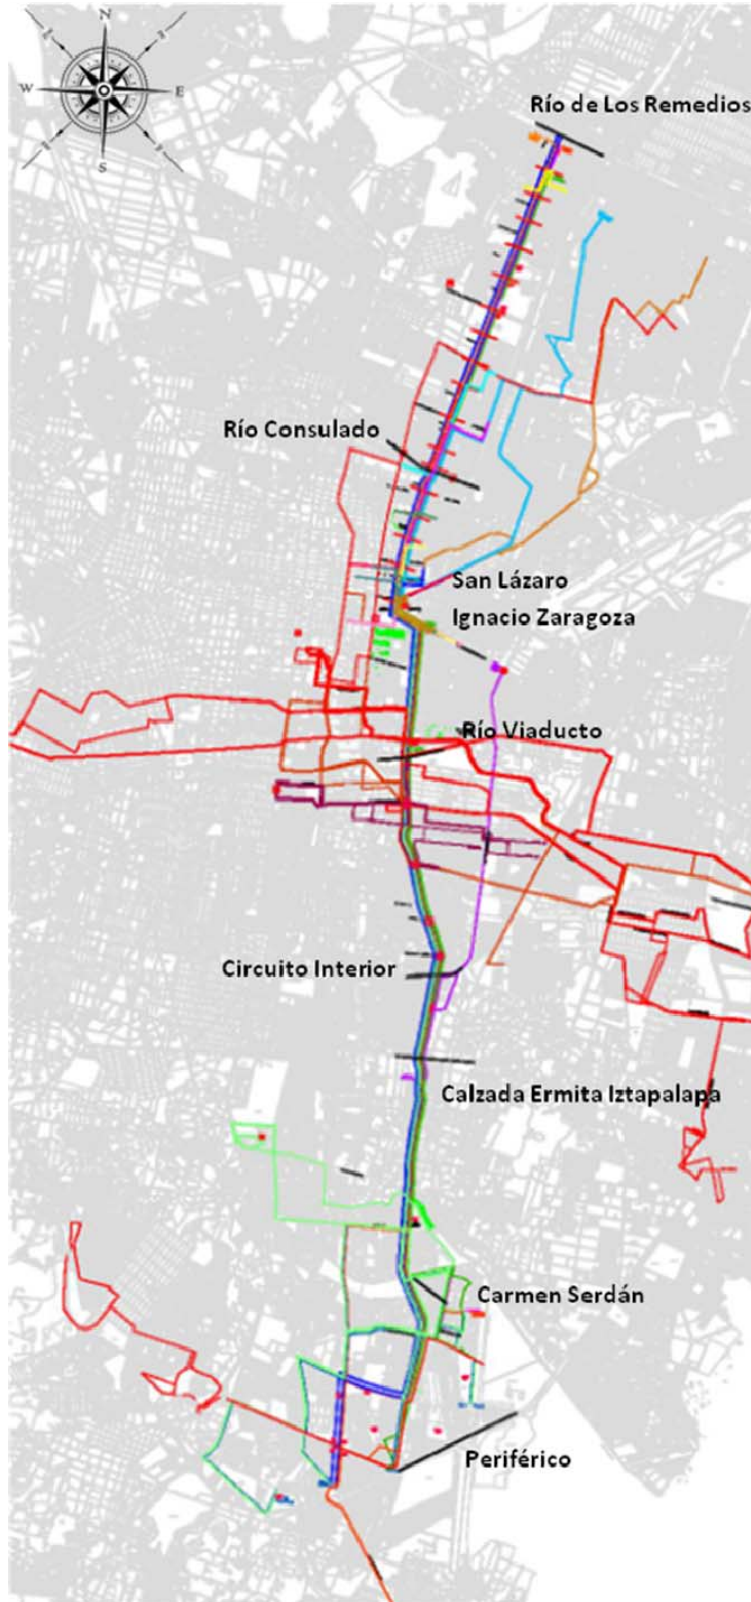 N
W
E
S
Río de Los Remedios
Río Consulado
San Lázaro
Ignacio Zaragoza
Río Viaducto
Circuito Interior
Calzada Ermita Iztapalapa
Carmen Serdán
Periférico